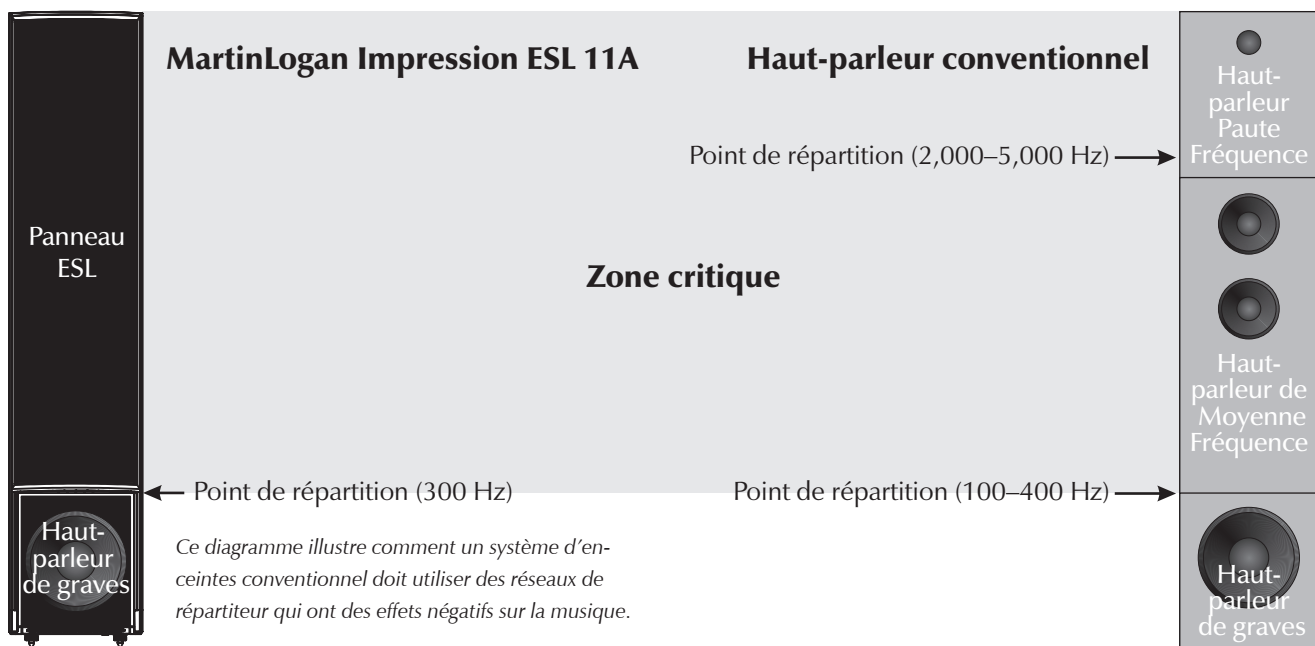 MartinLogan Impression ESL 11A
Haut-parleur conventionnel
Haut-
parleur
Paute
Fréquence
Point de répartition (2,000–5,000 Hz)
Panneau
ESL
Zone critique
Haut-
parleur de
Moyenne
Fréquence
Point de répartition (300 Hz)
Point de répartition (100–400 Hz)
Haut-
parleur
de graves
Ce diagramme illustre comment un système d'en-
ceintes conventionnel doit utiliser des réseaux de
répartiteur qui ont des effets négatifs sur la musique.
Haut-
parleur
de graves